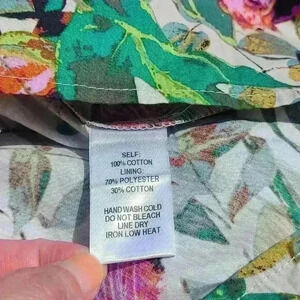 SELF:
100% COTTON
LINING:
70% POLYESTER
30% COTTON
HAND WASH COLD
DO NOT BLEACH
LINE DRY
IRON LOW HEAT